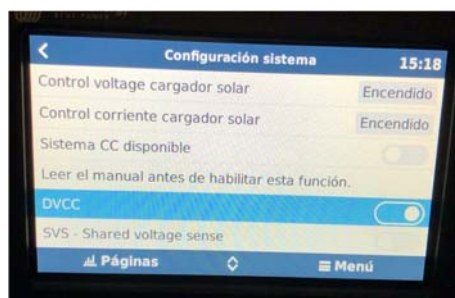 Configuración sistema 15:18
Control voltage cargador solar Encendido
Control corriente cargador solar Encendido
Sistema CC disponible
Leer el manual antes de habilitar esta función.
DVCC
SVS - Shared voltage sense
Páginas Menú